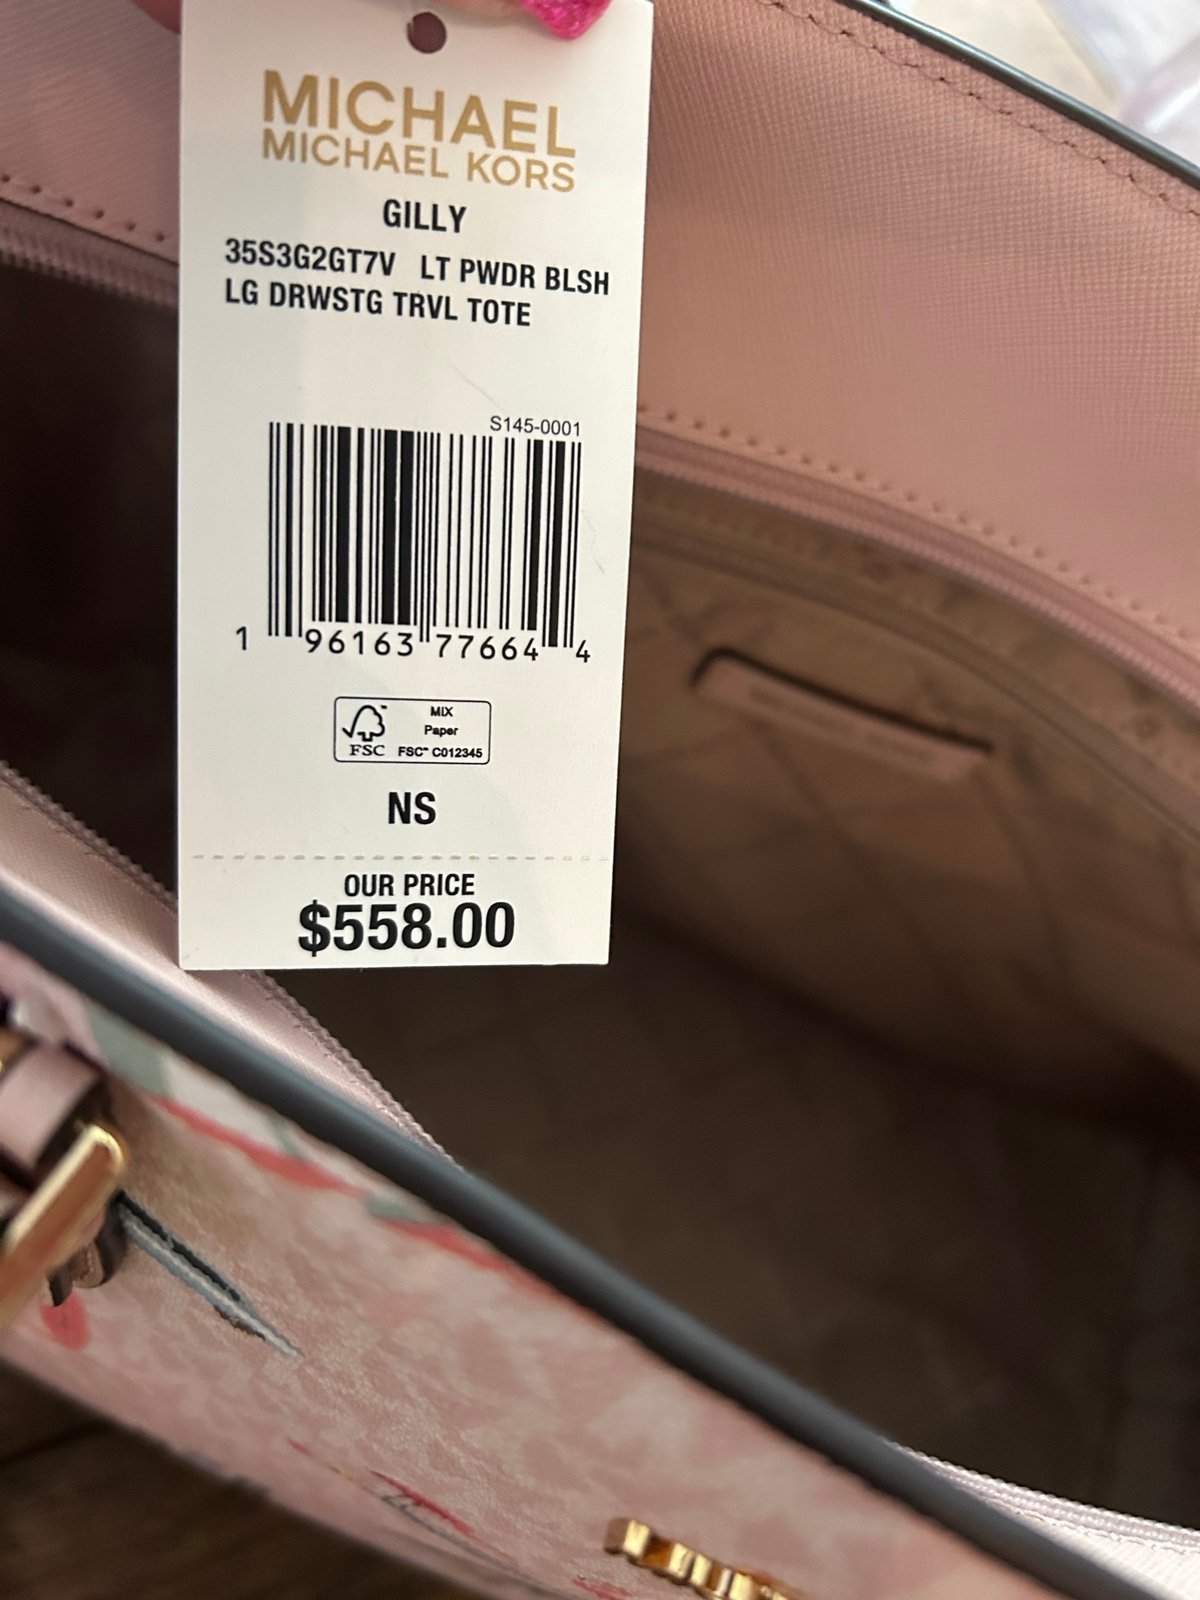 MICHAEL
MICHAEL KORS
GILLY
35S3G2GT7V LT PWDR BLSH
LG DRWSTG TRVL TOTE
S145-0001
1 96163 77664 4
FSC
MIX
Paper
FSC™ C012345
NS
OUR PRICE
$558.00